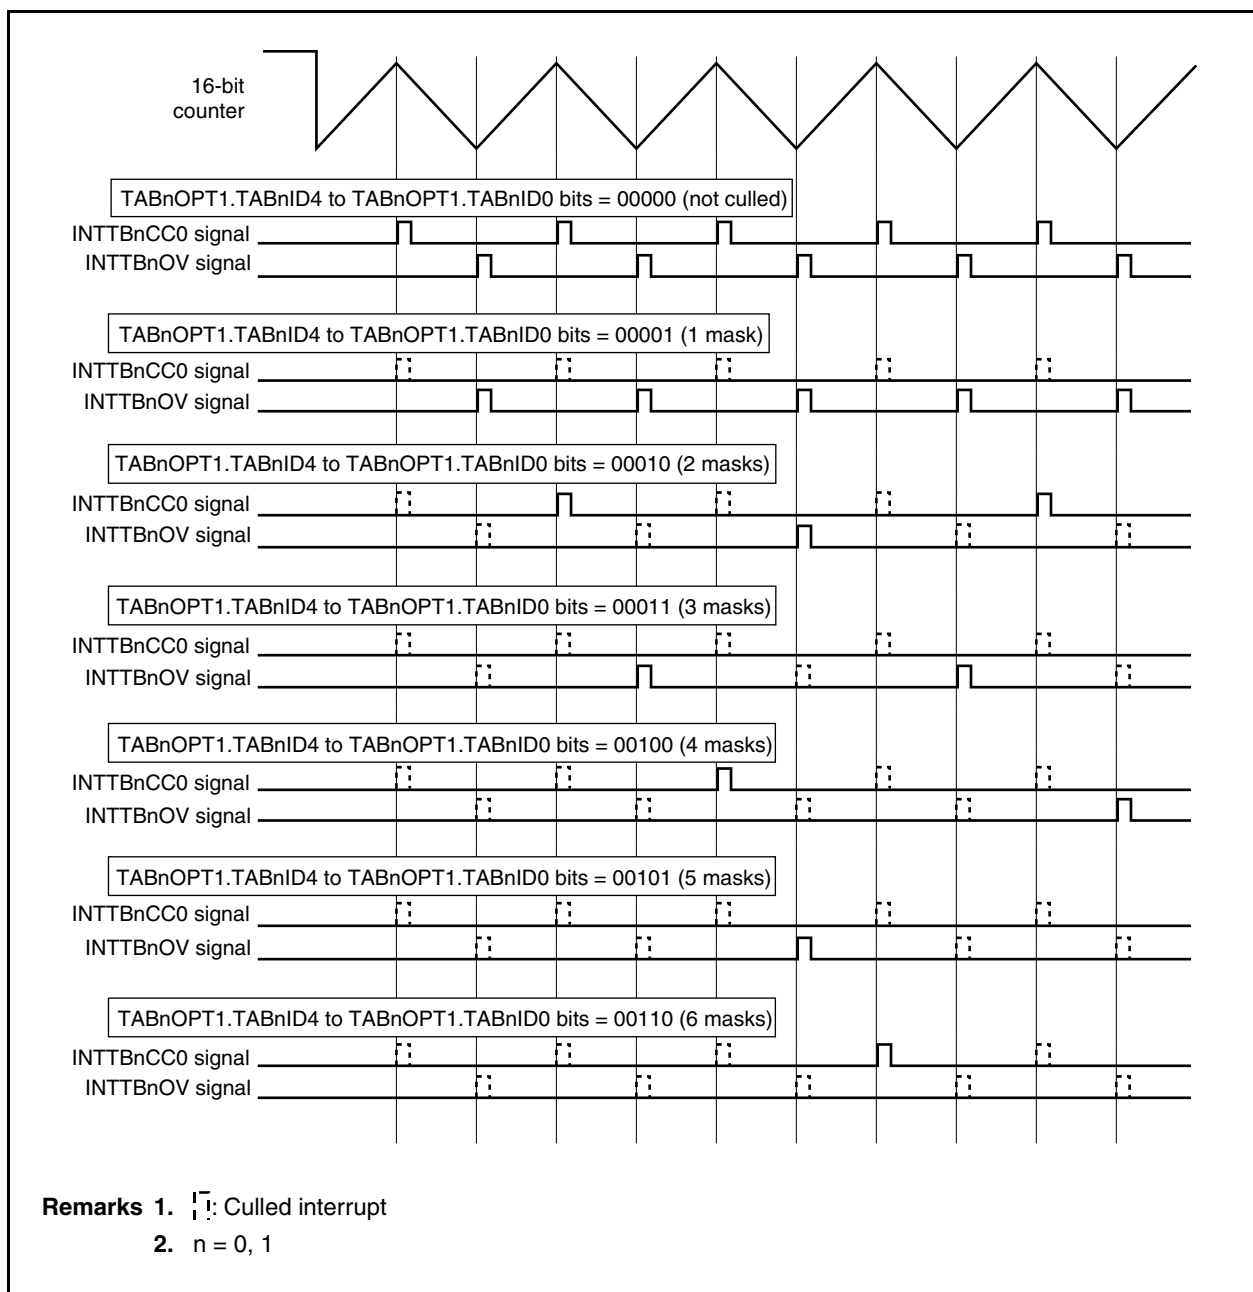 16-bit
counter
TABnOPT1.TABnID4 to TABnOPT1.TABnID0 bits = 00000 (not culled)
INTTBnCC0 signal
INTTBnOV signal
TABnOPT1.TABnID4 to TABnOPT1.TABnID0 bits = 00001 (1 mask)
INTTBnCC0 signal
INTTBnOV signal
TABnOPT1.TABnID4 to TABnOPT1.TABnID0 bits = 00010 (2 masks)
INTTBnCC0 signal
INTTBnOV signal
TABnOPT1.TABnID4 to TABnOPT1.TABnID0 bits = 00011 (3 masks)
INTTBnCC0 signal
INTTBnOV signal
TABnOPT1.TABnID4 to TABnOPT1.TABnID0 bits = 00100 (4 masks)
INTTBnCC0 signal
INTTBnOV signal
TABnOPT1.TABnID4 to TABnOPT1.TABnID0 bits = 00101 (5 masks)
INTTBnCC0 signal
INTTBnOV signal
TABnOPT1.TABnID4 to TABnOPT1.TABnID0 bits = 00110 (6 masks)
INTTBnCC0 signal
INTTBnOV signal
Remarks 1. : Culled interrupt
2. n = 0, 1